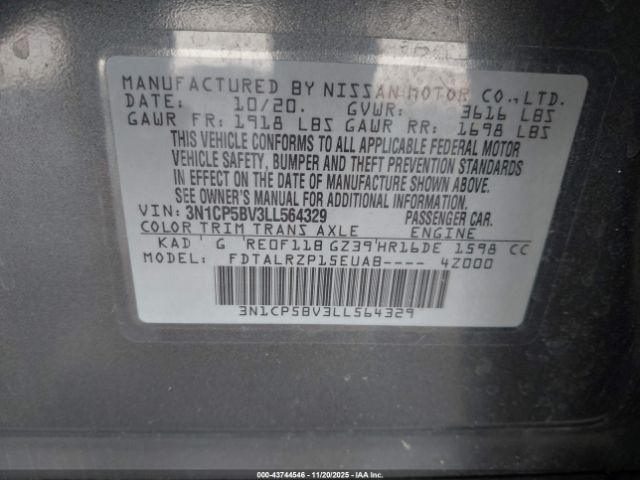 MANUFACTURED BY NISSAN MOTOR CO.,LTD.
DATE: 10/20. GVWR: 3616 LBS
GAWR FR: 1918 LBS GAWR RR: 1698 LBS
THIS VEHICLE CONFORMS TO ALL APPLICABLE FEDERAL MOTOR
VEHICLE SAFETY, BUMPER AND THEFT PREVENTION STANDARDS
IN EFFECT ON THE DATE OF MANUFACTURE SHOWN ABOVE.
SEE OWNER'S MANUAL FOR ADDITIONAL INFORMATION.
VIN: 3N1CP5BV3LL564329 PASSENGER CAR.
COLOR TRIM TRANS AXLE ENGINE
KAD G RE0F11B GZ39 HR16DE 1598 CC
MODEL: FDTALRZP15EUAB---- 4Z000
3N1CP5BV3LL564329
000-43744546 - 11/20/2025 - IAA Inc.